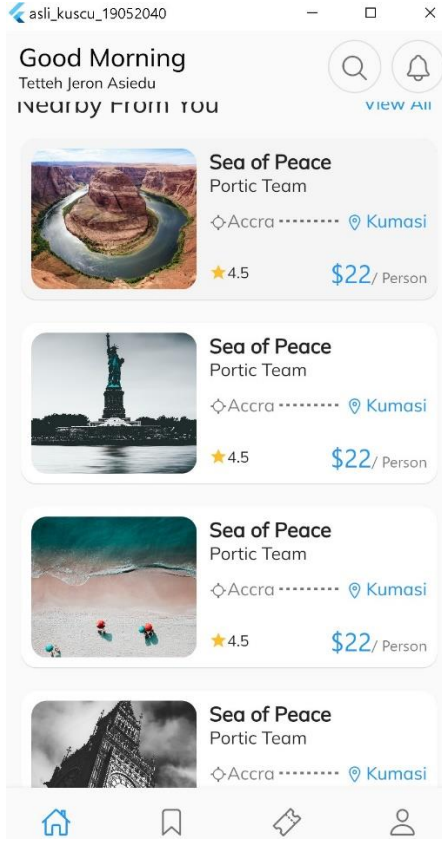 asli_kuscu_19052040
Good Morning
Tetteh Jeron Asiedu
Nearby From You
View All
Sea of Peace
Portic Team
Accra Kumasi
4.5
$22/ Person
Sea of Peace
Portic Team
Accra Kumasi
4.5
$22/ Person
Sea of Peace
Portic Team
Accra Kumasi
4.5
$22/ Person
Sea of Peace
Portic Team
Accra Kumasi